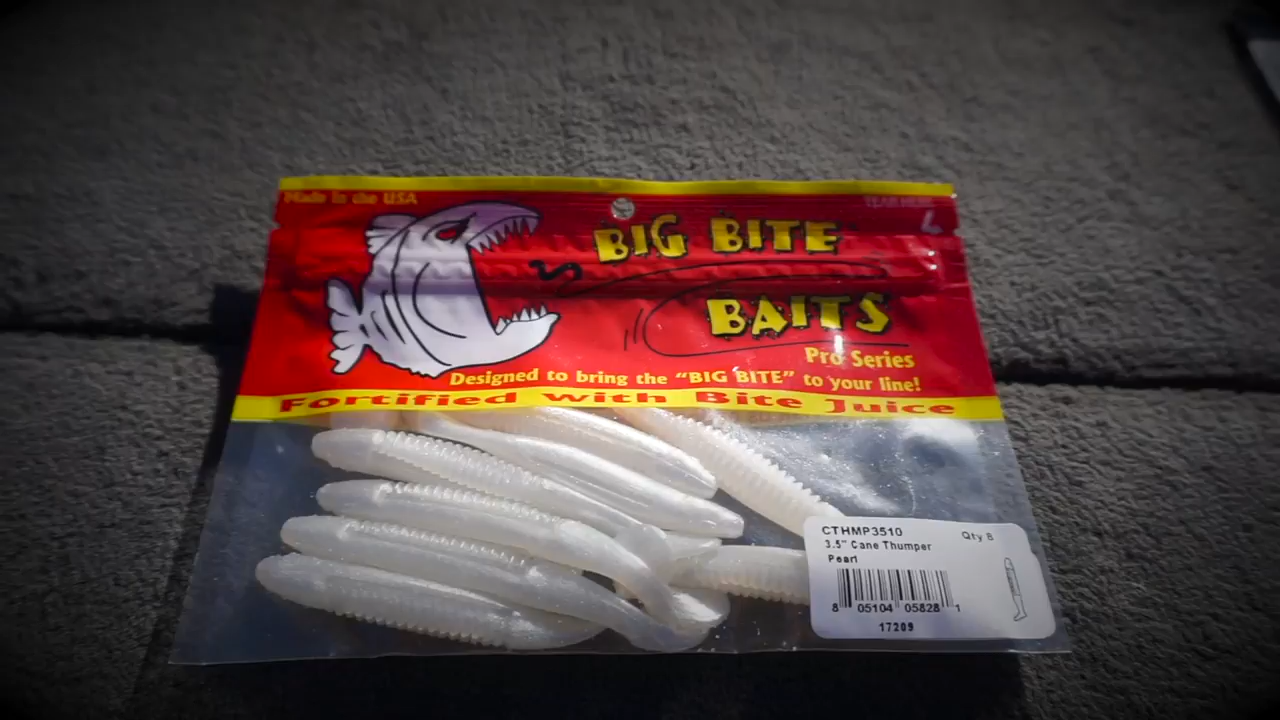 Made in the USA
TEAR HERE
BIG BITE
BAITS
Pro Series
Designed to bring the "BIG BITE" to your line!
Fortified with Bite Juice
CTHMP3510
Qty 8
3.5" Cane Thumper
Pearl
8 05104 05828 1
17209